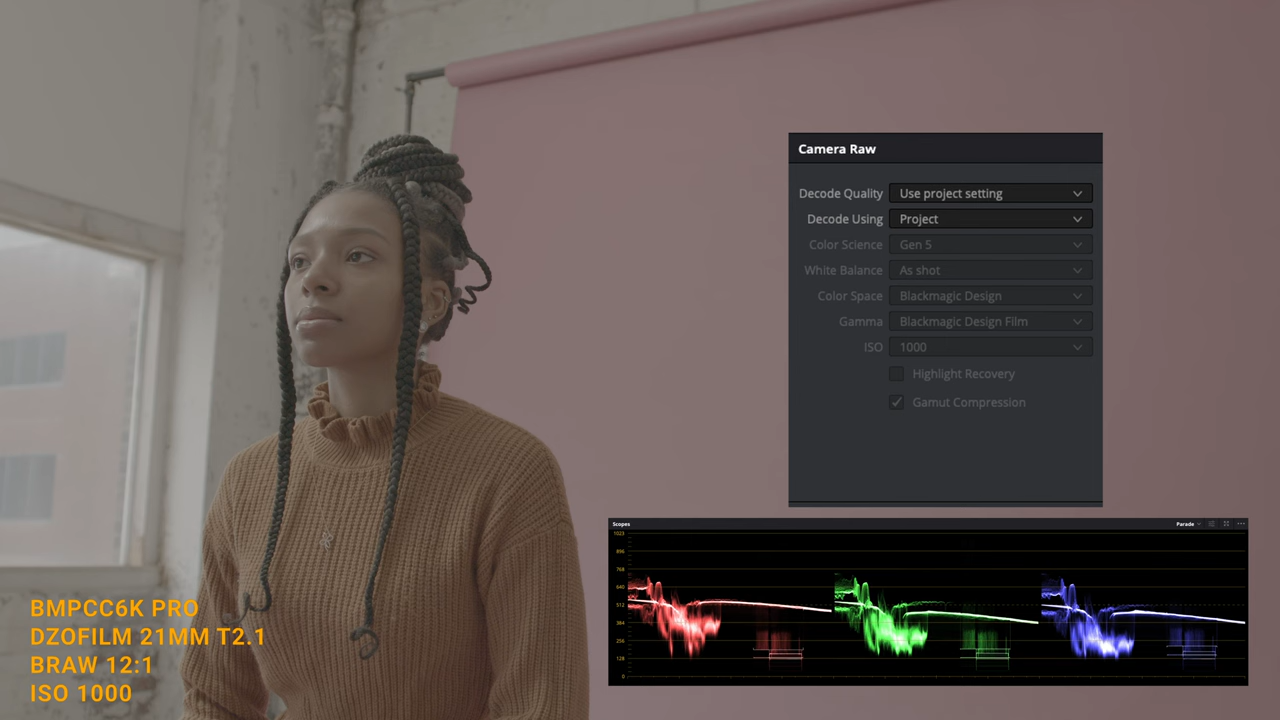 Camera Raw
Decode Quality Use project setting
Decode Using Project
Color Science Gen 5
White Balance As shot
Color Space Blackmagic Design
Gamma Blackmagic Design Film
ISO 1000
Highlight Recovery
Gamut Compression
Scopes Parade
1023
896
768
640
512
384
256
128
0
BMPCC6K PRO
DZOFILM 21MM T2.1
BRAW 12:1
ISO 1000